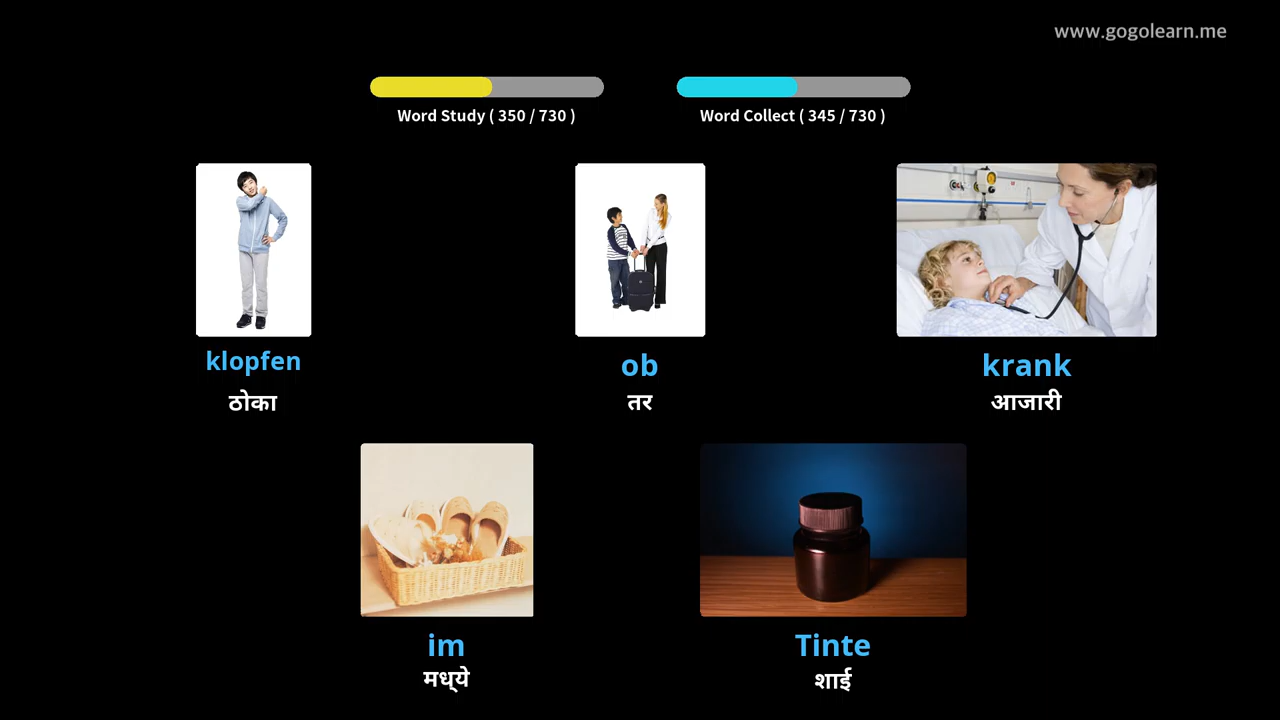 www.gogolearn.me
Word Study ( 350 / 730 )
Word Collect ( 345 / 730 )
klopfen
ठोका
ob
तर
krank
आजारी
im
मध्ये
Tinte
शाई